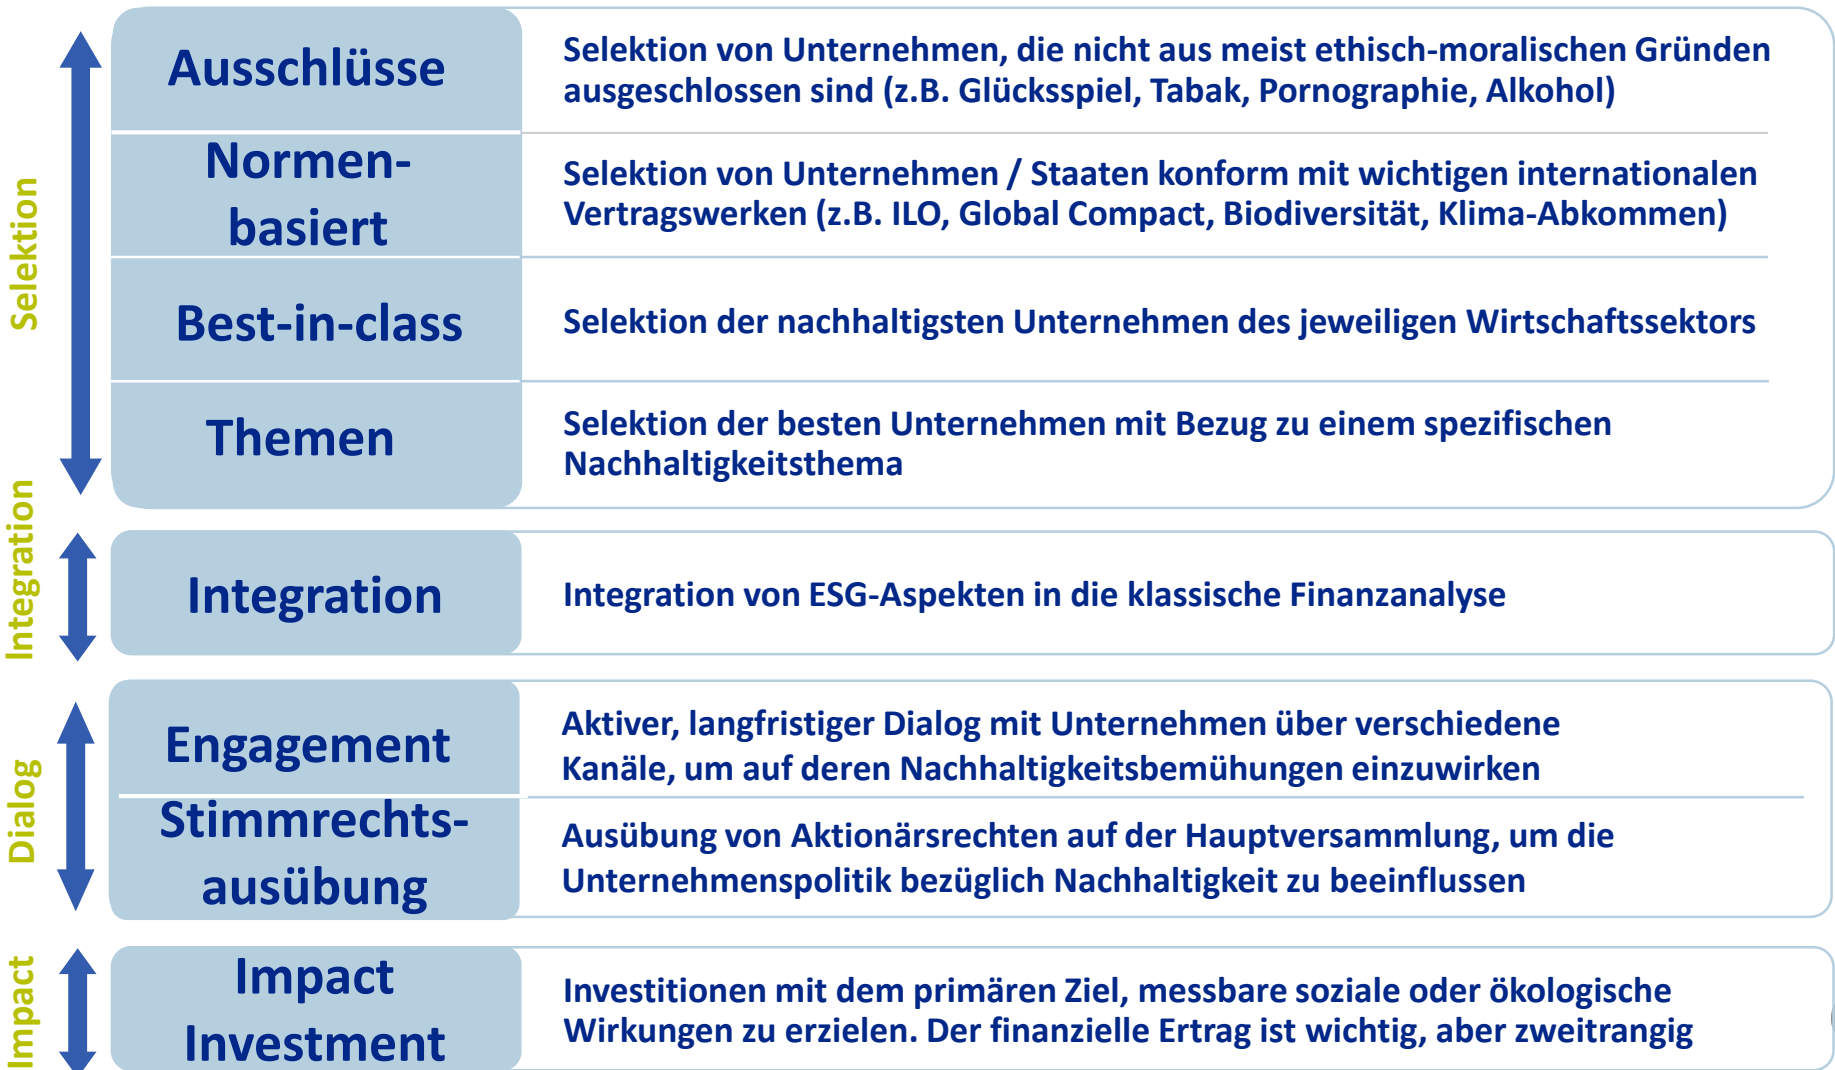 Selektion
Ausschlüsse
Selektion von Unternehmen, die nicht aus meist ethisch-moralischen Gründen
ausgeschlossen sind (z.B. Glücksspiel, Tabak, Pornographie, Alkohol)
Normen-
basiert
Selektion von Unternehmen / Staaten konform mit wichtigen internationalen
Vertragswerken (z.B. ILO, Global Compact, Biodiversität, Klima-Abkommen)
Best-in-class
Selektion der nachhaltigsten Unternehmen des jeweiligen Wirtschaftssektors
Themen
Selektion der besten Unternehmen mit Bezug zu einem spezifischen
Nachhaltigkeitsthema
Integration
Integration
Integration von ESG-Aspekten in die klassische Finanzanalyse
Dialog
Engagement
Aktiver, langfristiger Dialog mit Unternehmen über verschiedene
Kanäle, um auf deren Nachhaltigkeitsbemühungen einzuwirken
Stimmrechts-
ausübung
Ausübung von Aktionärsrechten auf der Hauptversammlung, um die
Unternehmenspolitik bezüglich Nachhaltigkeit zu beeinflussen
Impact
Impact
Investment
Investitionen mit dem primären Ziel, messbare soziale oder ökologische
Wirkungen zu erzielen. Der finanzielle Ertrag ist wichtig, aber zweitrangig